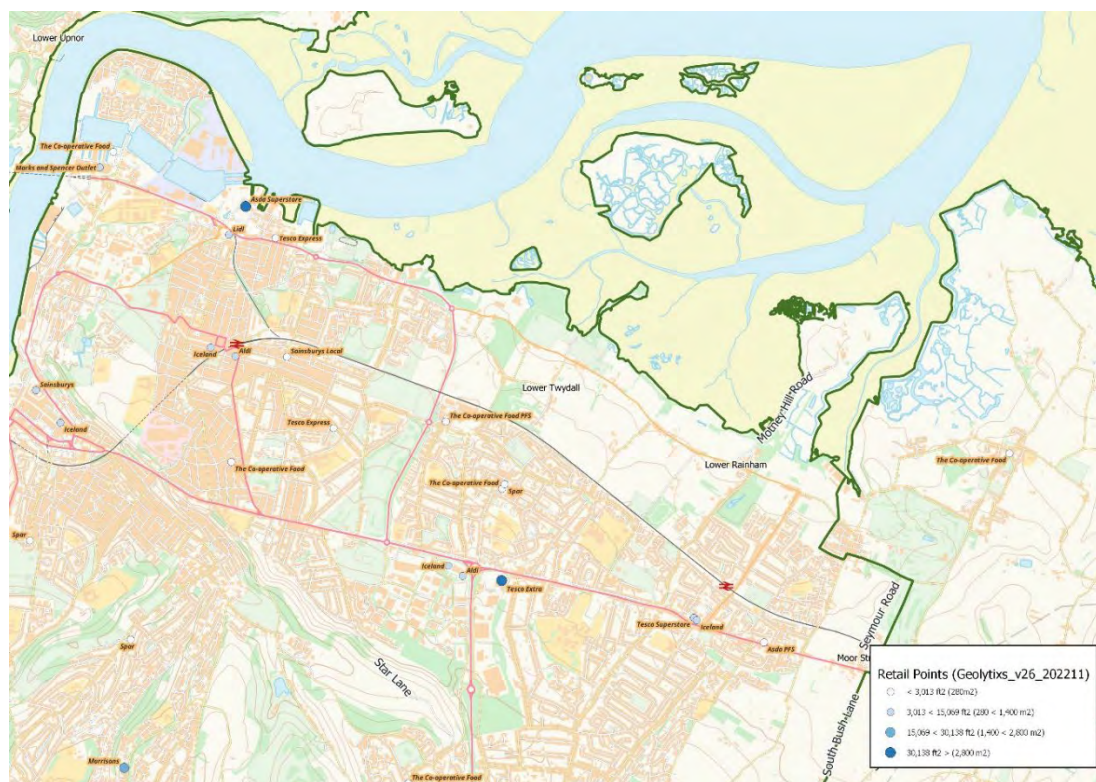 Lower Upnor
The Co-operative Food
Marks and Spencer Outlet
Asda Superstore
Lidl
Tesco Express
Iceland
Aldi
Sainsburys Local
Sainsburys
Lower Twydall
Iceland
Tesco Express
The Co-operative Food PFS
Motney Hill Road
The Co-operative Food
Lower Rainham
The Co-operative Food
The Co-operative Food
Spar
Spar
Iceland
Aldi
Tesco Extra
Tesco Superstore
Iceland
Asda PFS
Seymour Road
Spar
Star Lane
Moor St
South Bush Lane
Morrisons
The Co-operative Food
Retail Points (Geolytixs_v26_202211)
< 3,013 ft2 (280m2)
3,013 < 15,069 ft2 (280 < 1,400 m2)
15,069 < 30,138 ft2 (1,400 < 2,800 m2)
30,138 ft2 > (2,800 m2)